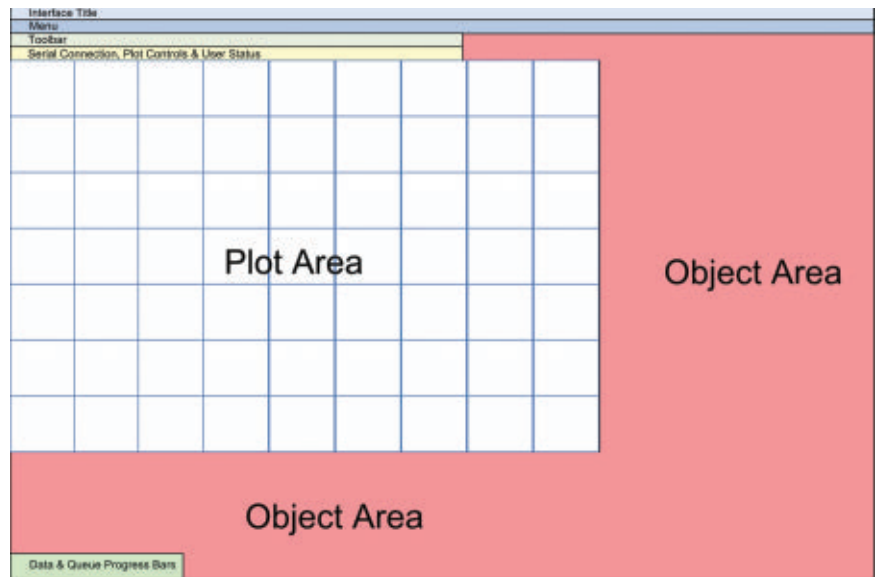 Interface Title
Menu
Toolbar
Serial Connection, Plot Controls & User Status
Plot Area
Object Area
Object Area
Data & Queue Progress Bars